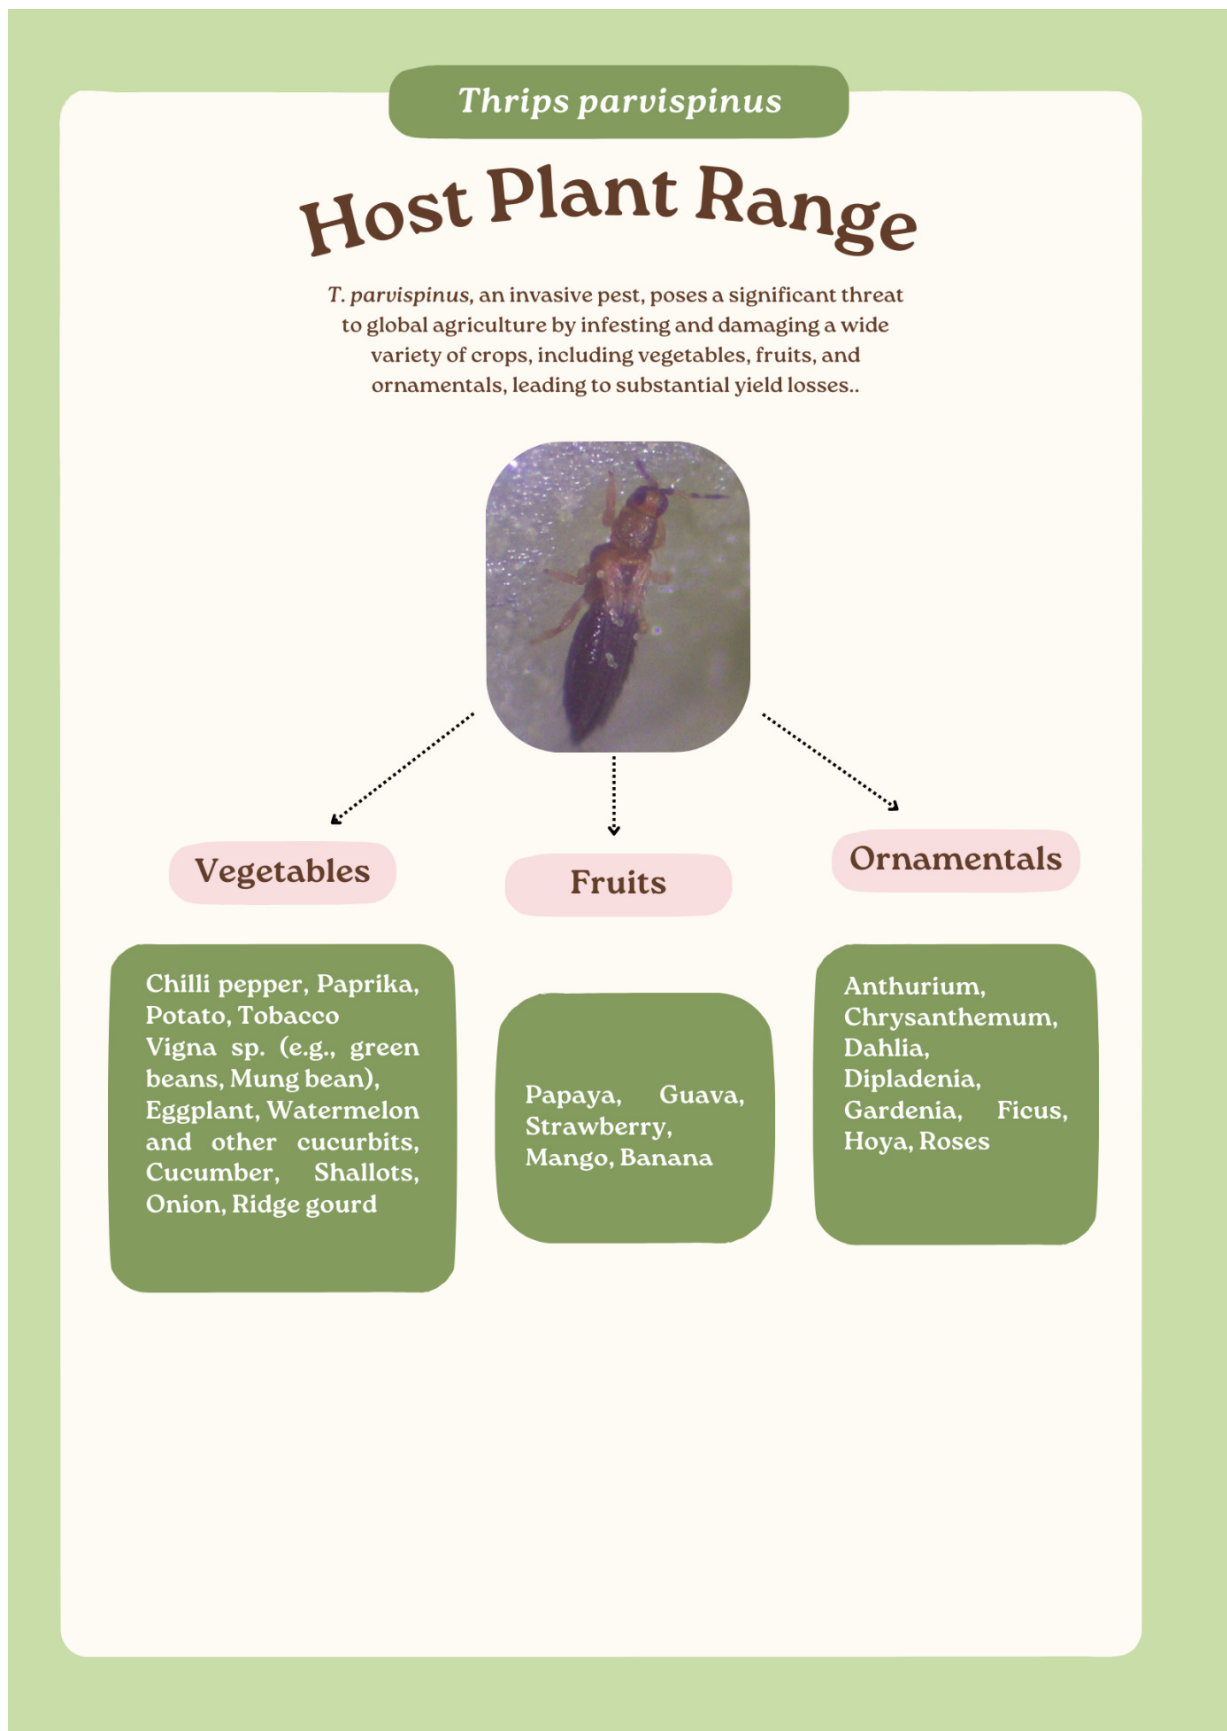 Thrips parvispinus
Host Plant Range
T. parvispinus, an invasive pest, poses a significant threat
to global agriculture by infesting and damaging a wide
variety of crops, including vegetables, fruits, and
ornamentals, leading to substantial yield losses..
Vegetables
Chilli pepper, Paprika,
Potato, Tobacco
Vigna sp. (e.g., green
beans, Mung bean),
Eggplant, Watermelon
and other cucurbits,
Cucumber, Shallots,
Onion, Ridge gourd
Fruits
Papaya, Guava,
Strawberry,
Mango, Banana
Ornamentals
Anthurium,
Chrysanthemum,
Dahlia,
Dipladenia,
Gardenia, Ficus,
Hoya, Roses